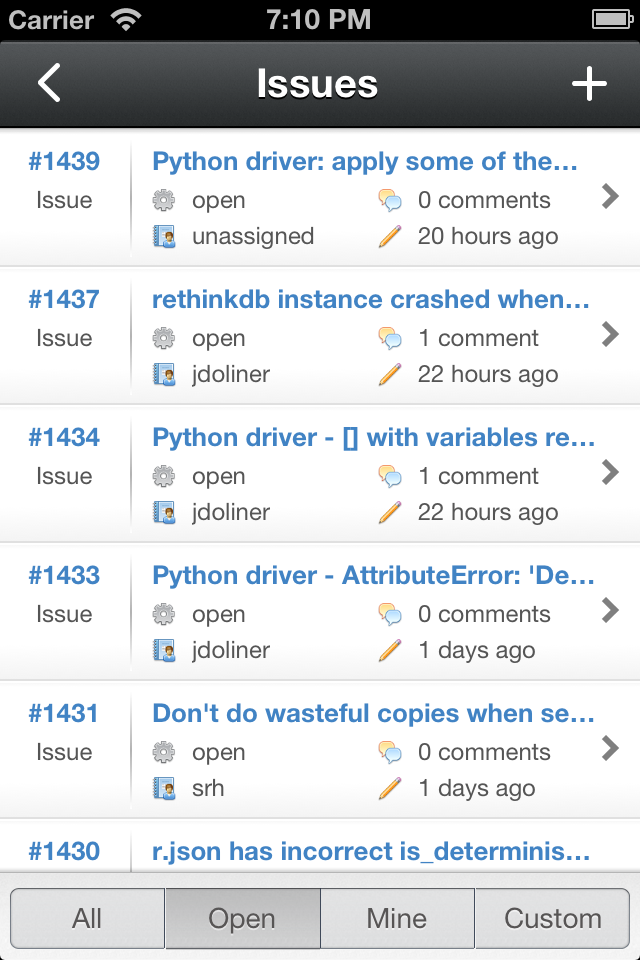 Carrier 7:10 PM
Issues
#1439 Python driver: apply some of the...
Issue open 0 comments
unassigned 20 hours ago
#1437 rethinkdb instance crashed when...
Issue open 1 comment
jdoliner 22 hours ago
#1434 Python driver - [] with variables re...
Issue open 1 comment
jdoliner 22 hours ago
#1433 Python driver - AttributeError: 'De...
Issue open 0 comments
jdoliner 1 days ago
#1431 Don't do wasteful copies when se...
Issue open 0 comments
srh 1 days ago
#1430 r.json has incorrect is_determinis...
All Open Mine Custom